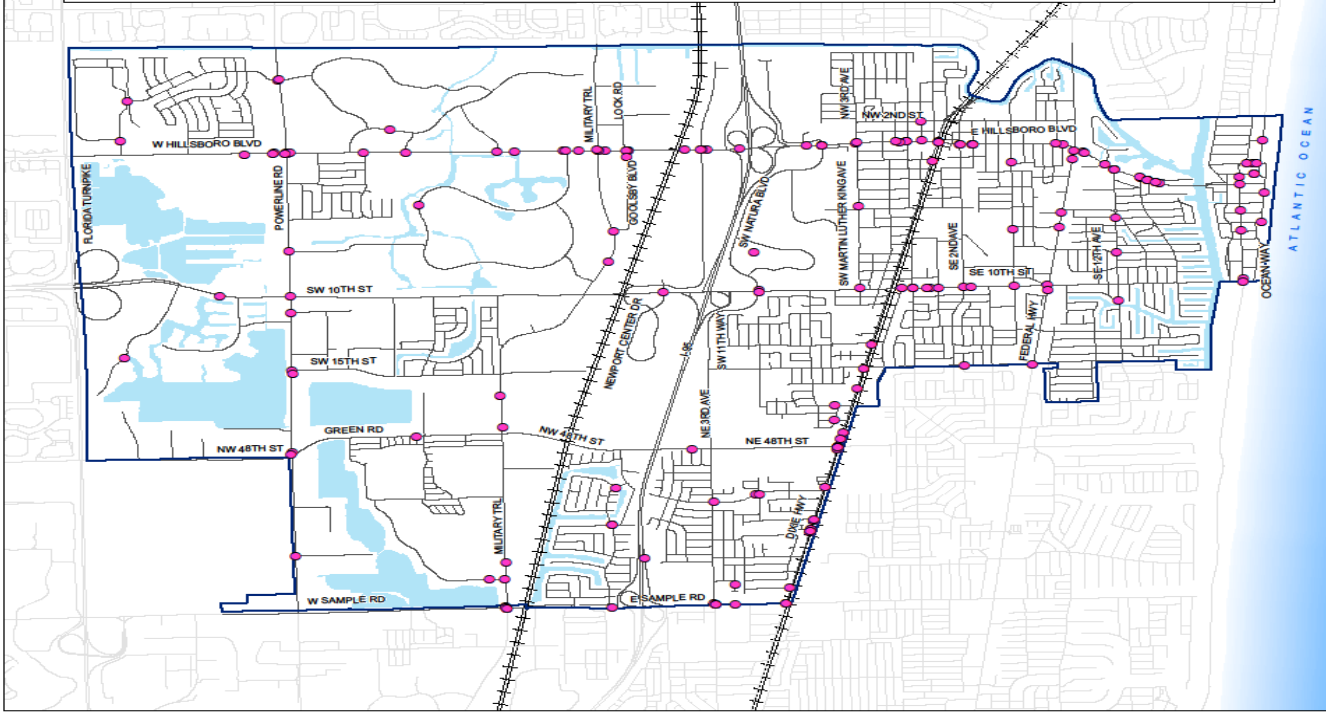 NW 3RD AVE
MILITARY TRL
LOCK RD
NW 2ND ST
E HILLSBORO BLVD
W HILLSBORO BLVD
ATLANTIC OCEAN
FLORIDA TURNPIKE
POWERLINE RD
GOOLSBY BLVD
SW NATURA BLVD
SW MARTIN LUTHER KING AVE
SE 2ND AVE
SE 12TH AVE
OCEAN WAY
SE 10TH ST
SW 10TH ST
NEWPORT CENTER DR
SW 11TH WAY
FEDERAL HWY
I-95
SW 15TH ST
NE 3RD AVE
GREEN RD
NW 48TH ST
NW 48TH ST
NE 48TH ST
MILITARY TRL
DIXIE HWY
W SAMPLE RD
E SAMPLE RD